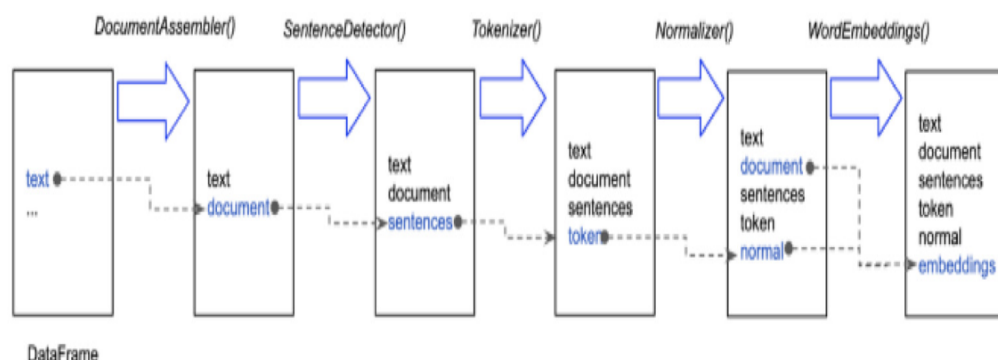 DocumentAssembler()
SentenceDetector()
Tokenizer()
Normalizer()
WordEmbeddings()
text
...
DataFrame
text
document
text
document
sentences
text
document
sentences
token
text
document
sentences
token
normal
text
document
sentences
token
normal
embeddings